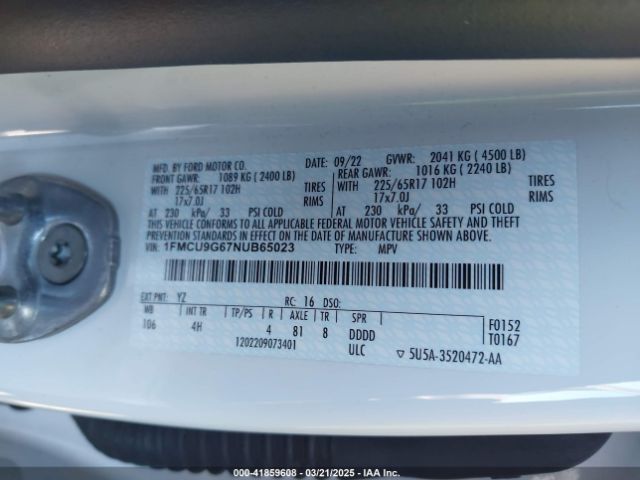 MFD. BY FORD MOTOR CO. DATE: 09/22 GVWR: 2041 KG ( 4500 LB)
FRONT GAWR: 1089 KG ( 2400 LB) REAR GAWR: 1016 KG ( 2240 LB)
WITH 225/65R17 102H TIRES WITH 225/65R17 102H TIRES
17x7.0J RIMS 17x7.0J RIMS
AT 230 kPa/ 33 PSI COLD AT 230 kPa/ 33 PSI COLD
THIS VEHICLE CONFORMS TO ALL APPLICABLE FEDERAL MOTOR VEHICLE SAFETY AND THEFT
PREVENTION STANDARDS IN EFFECT ON THE DATE OF MANUFACTURE SHOWN ABOVE.
VIN: 1FMCU9G67NUB65023 TYPE: MPV
EXT PNT: YZ RC: 16 DSO:
WB INT TR TP/PS R AXLE TR SPR
106 4H 4 81 8 DDDD F0152
1202209073401 ULC ▽ 5U5A-3520472-AA T0167
000-41859608 - 03/21/2025 - IAA Inc.